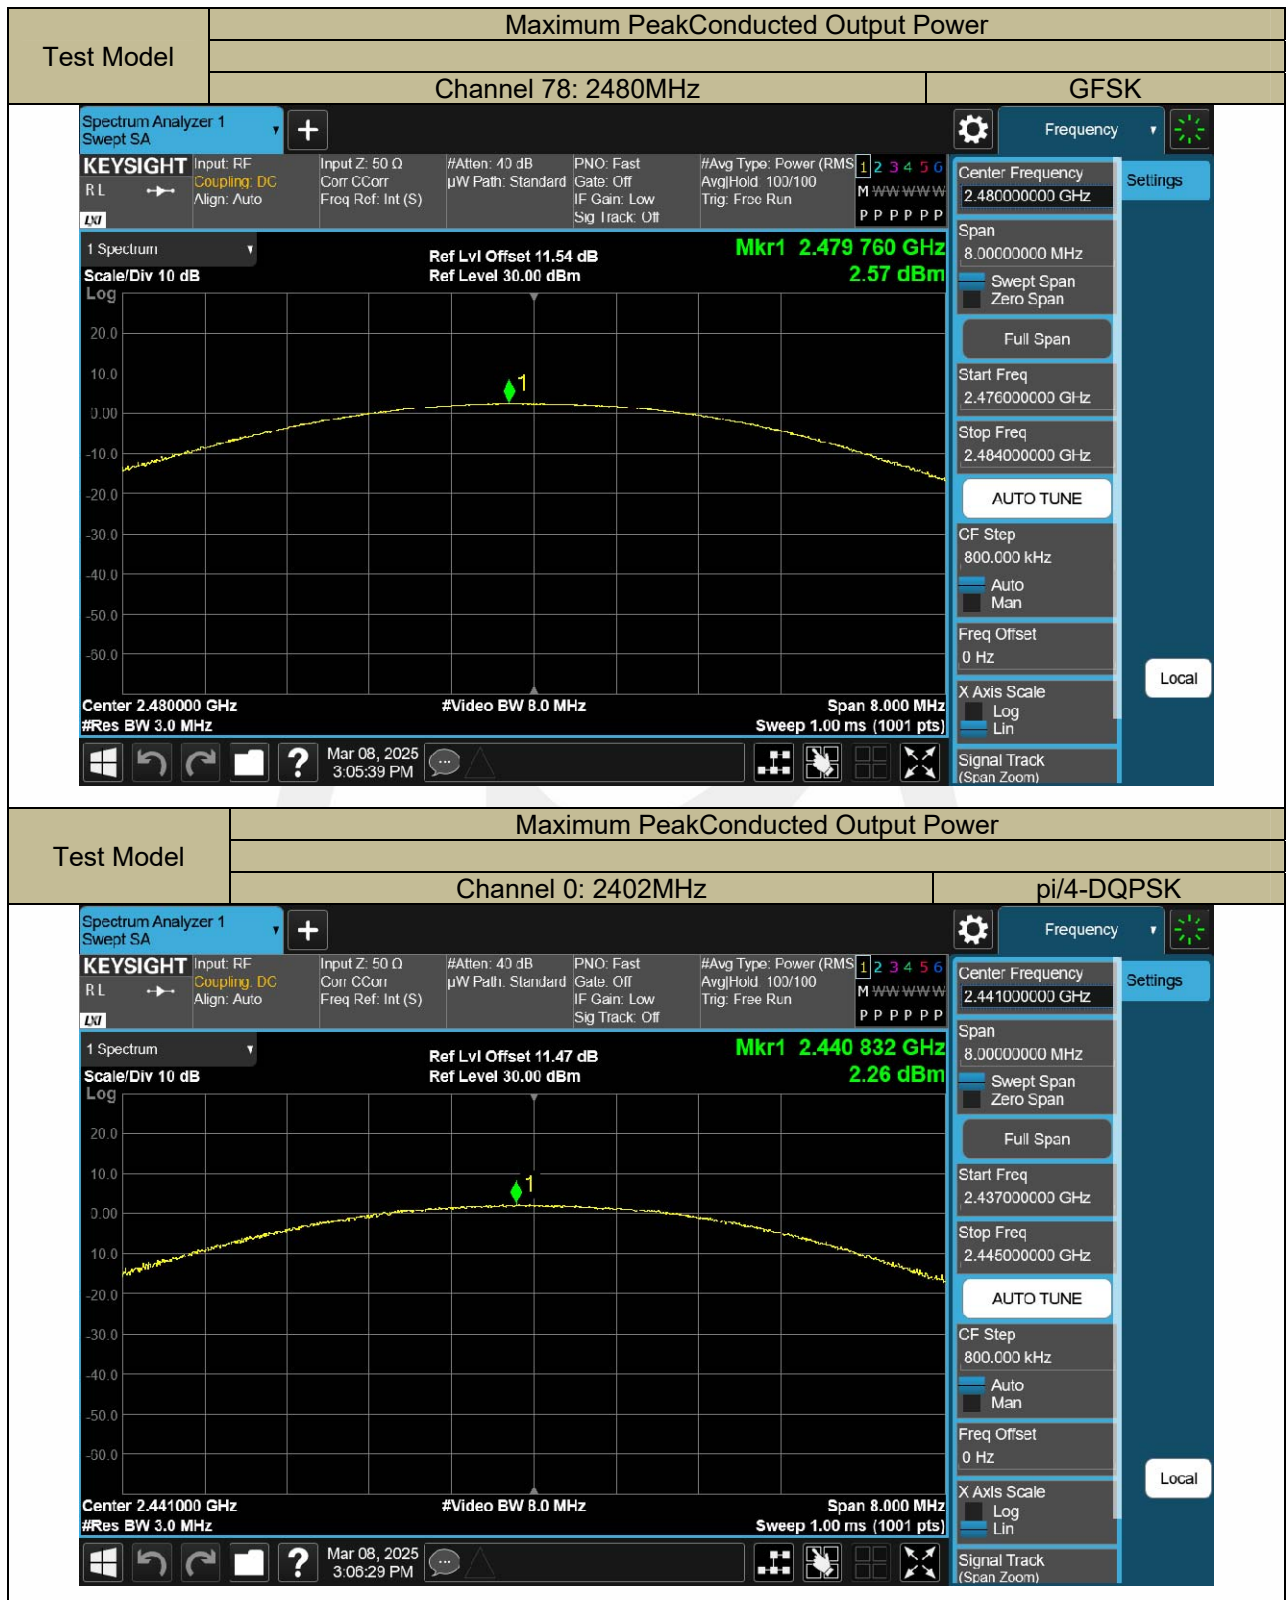 Test Model
Maximum PeakConducted Output Power
Channel 78: 2480MHz
GFSK
Spectrum Analyzer 1
Swept SA
+
Frequency
KEYSIGHT
R L
LXI
Input: RF
Coupling: DC
Align: Auto
Input Z: 50 Ω
Corr CCorr
Freq Ref: Int (S)
#Atten: 40 dB
µW Path: Standard
PNO: Fast
Gate: Off
IF Gain: Low
Sig Track: Off
#Avg Type: Power (RMS
Avg|Hold: 100/100
Trig: Free Run
1 2 3 4 5 6
M W W W W W
P P P P P P
Center Frequency
2.480000000 GHz
Settings
1 Spectrum
Scale/Div 10 dB
Log
Ref Lvl Offset 11.54 dB
Ref Level 30.00 dBm
Mkr1 2.479 760 GHz
2.57 dBm
Span
8.00000000 MHz
Swept Span
Zero Span
Full Span
Start Freq
2.476000000 GHz
Stop Freq
2.484000000 GHz
AUTO TUNE
CF Step
800.000 kHz
Auto
Man
Freq Offset
0 Hz
X Axis Scale
Log
Lin
Signal Track
(Span Zoom)
Local
20.0
10.0
1
0.00
-10.0
-20.0
-30.0
-40.0
-50.0
-60.0
Center 2.480000 GHz
#Res BW 3.0 MHz
#Video BW 8.0 MHz
Span 8.000 MHz
Sweep 1.00 ms (1001 pts)
?
Mar 08, 2025
3:05:39 PM
Test Model
Maximum PeakConducted Output Power
Channel 0: 2402MHz
pi/4-DQPSK
Spectrum Analyzer 1
Swept SA
+
Frequency
KEYSIGHT
R L
LXI
Input: RF
Coupling: DC
Align: Auto
Input Z: 50 Ω
Corr CCorr
Freq Ref: Int (S)
#Atten: 40 dB
µW Path: Standard
PNO: Fast
Gate: Off
IF Gain: Low
Sig Track: Off
#Avg Type: Power (RMS
Avg|Hold: 100/100
Trig: Free Run
1 2 3 4 5 6
M W W W W W
P P P P P P
Center Frequency
2.441000000 GHz
Settings
1 Spectrum
Scale/Div 10 dB
Log
Ref Lvl Offset 11.47 dB
Ref Level 30.00 dBm
Mkr1 2.440 832 GHz
2.26 dBm
Span
8.00000000 MHz
Swept Span
Zero Span
Full Span
Start Freq
2.437000000 GHz
Stop Freq
2.445000000 GHz
AUTO TUNE
CF Step
800.000 kHz
Auto
Man
Freq Offset
0 Hz
X Axis Scale
Log
Lin
Signal Track
(Span Zoom)
Local
20.0
10.0
1
0.00
10.0
-20.0
-30.0
-40.0
-50.0
-60.0
Center 2.441000 GHz
#Res BW 3.0 MHz
#Video BW 8.0 MHz
Span 8.000 MHz
Sweep 1.00 ms (1001 pts)
?
Mar 08, 2025
3:06:29 PM